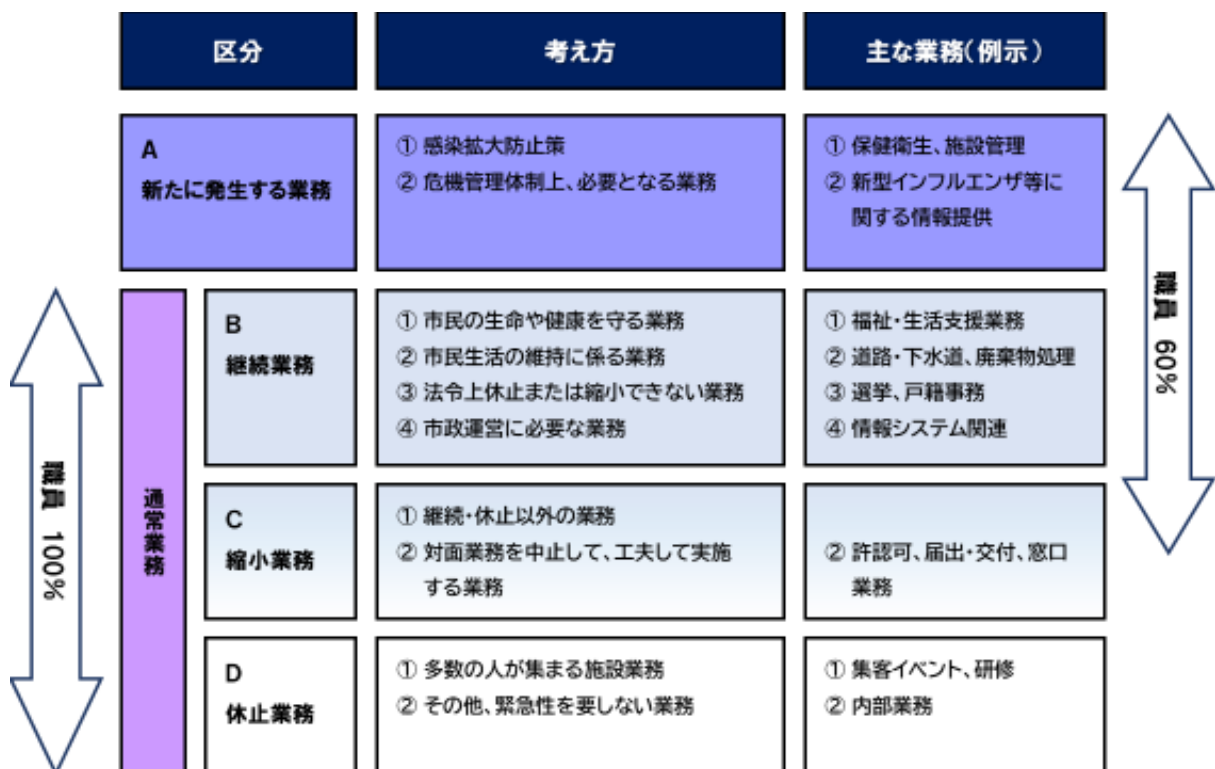 区分
考え方
主な業務(例示)
A
新たに発生する業務
① 感染拡大防止策
② 危機管理体制上、必要となる業務
① 保健衛生、施設管理
② 新型インフルエンザ等に
関する情報提供
職員 60%
職員 100%
通常業務
B
継続業務
① 市民の生命や健康を守る業務
② 市民生活の維持に係る業務
③ 法令上休止または縮小できない業務
④ 市政運営に必要な業務
① 福祉・生活支援業務
② 道路・下水道、廃棄物処理
③ 選挙、戸籍事務
④ 情報システム関連
C
縮小業務
① 継続・休止以外の業務
② 対面業務を中止して、工夫して実施
する業務
② 許認可、届出・交付、窓口
業務
D
休止業務
① 多数の人が集まる施設業務
② その他、緊急性を要しない業務
① 集客イベント、研修
② 内部業務